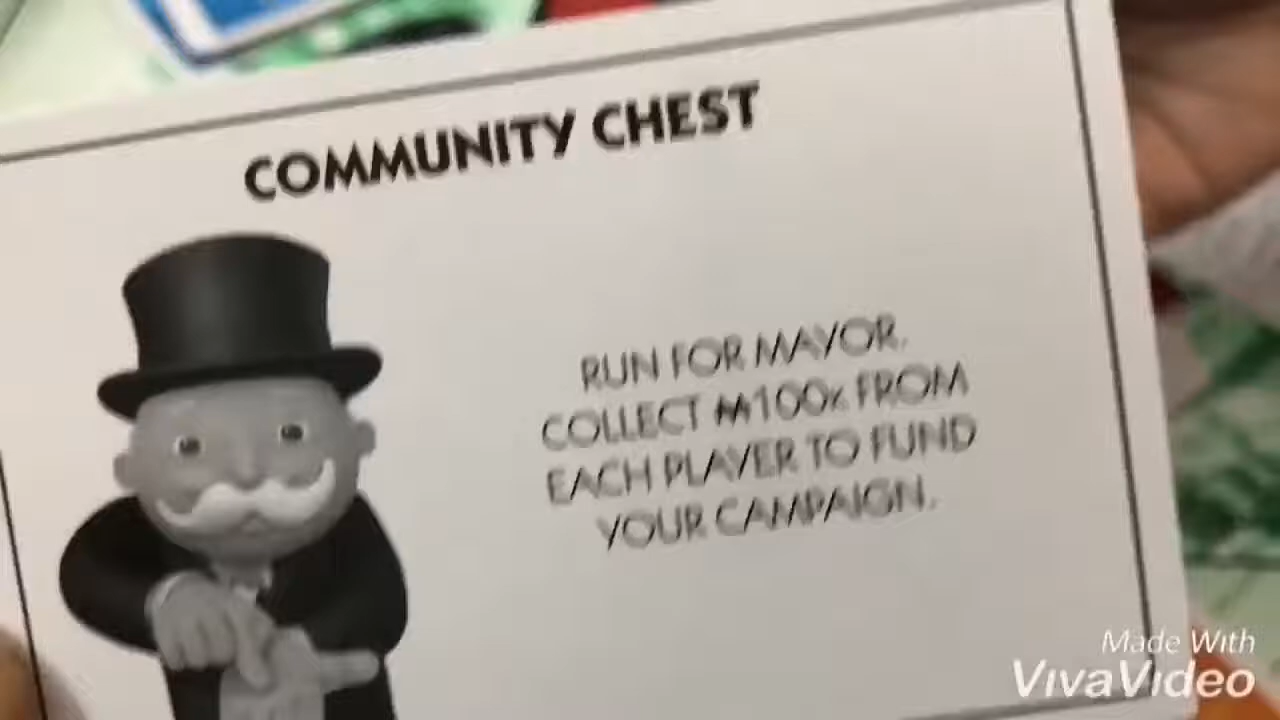 COMMUNITY CHEST
RUN FOR MAYOR.
COLLECT ₩100K FROM
EACH PLAYER TO FUND
YOUR CAMPAIGN.
Made With
VivaVideo